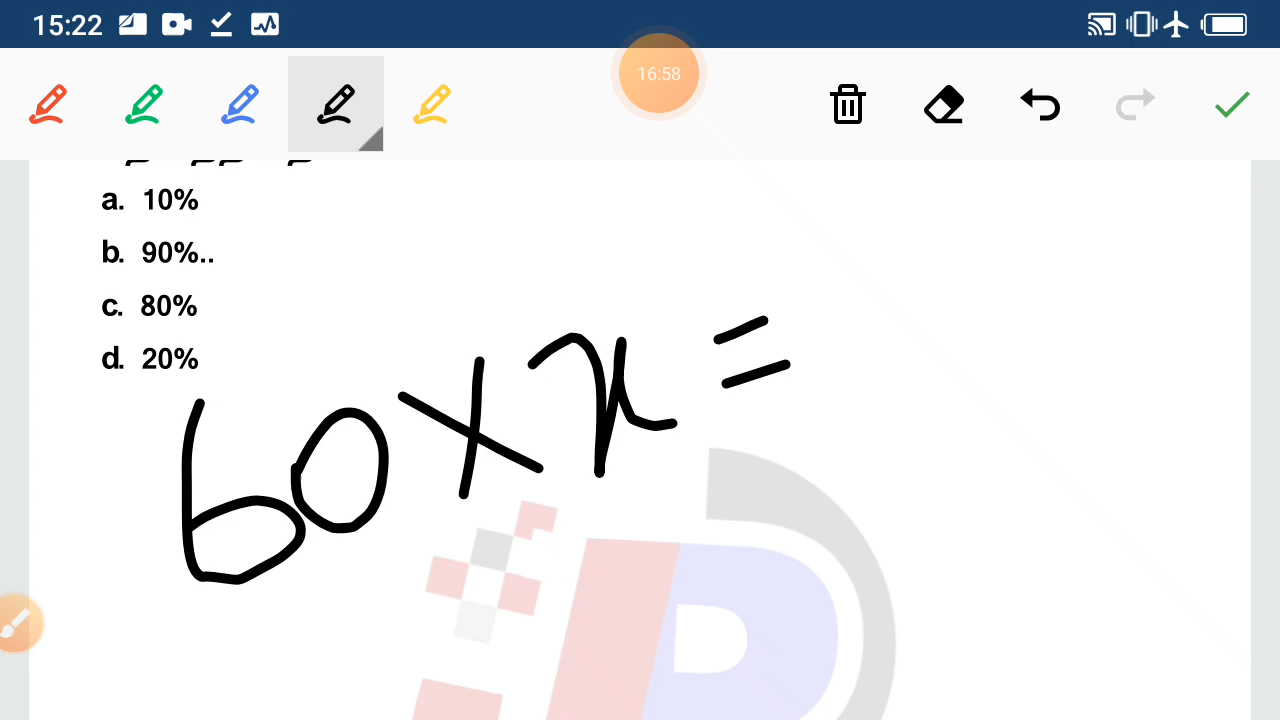 15:22
16:58
a. 10%
b. 90%..
c. 80%
d. 20%
60 x x =